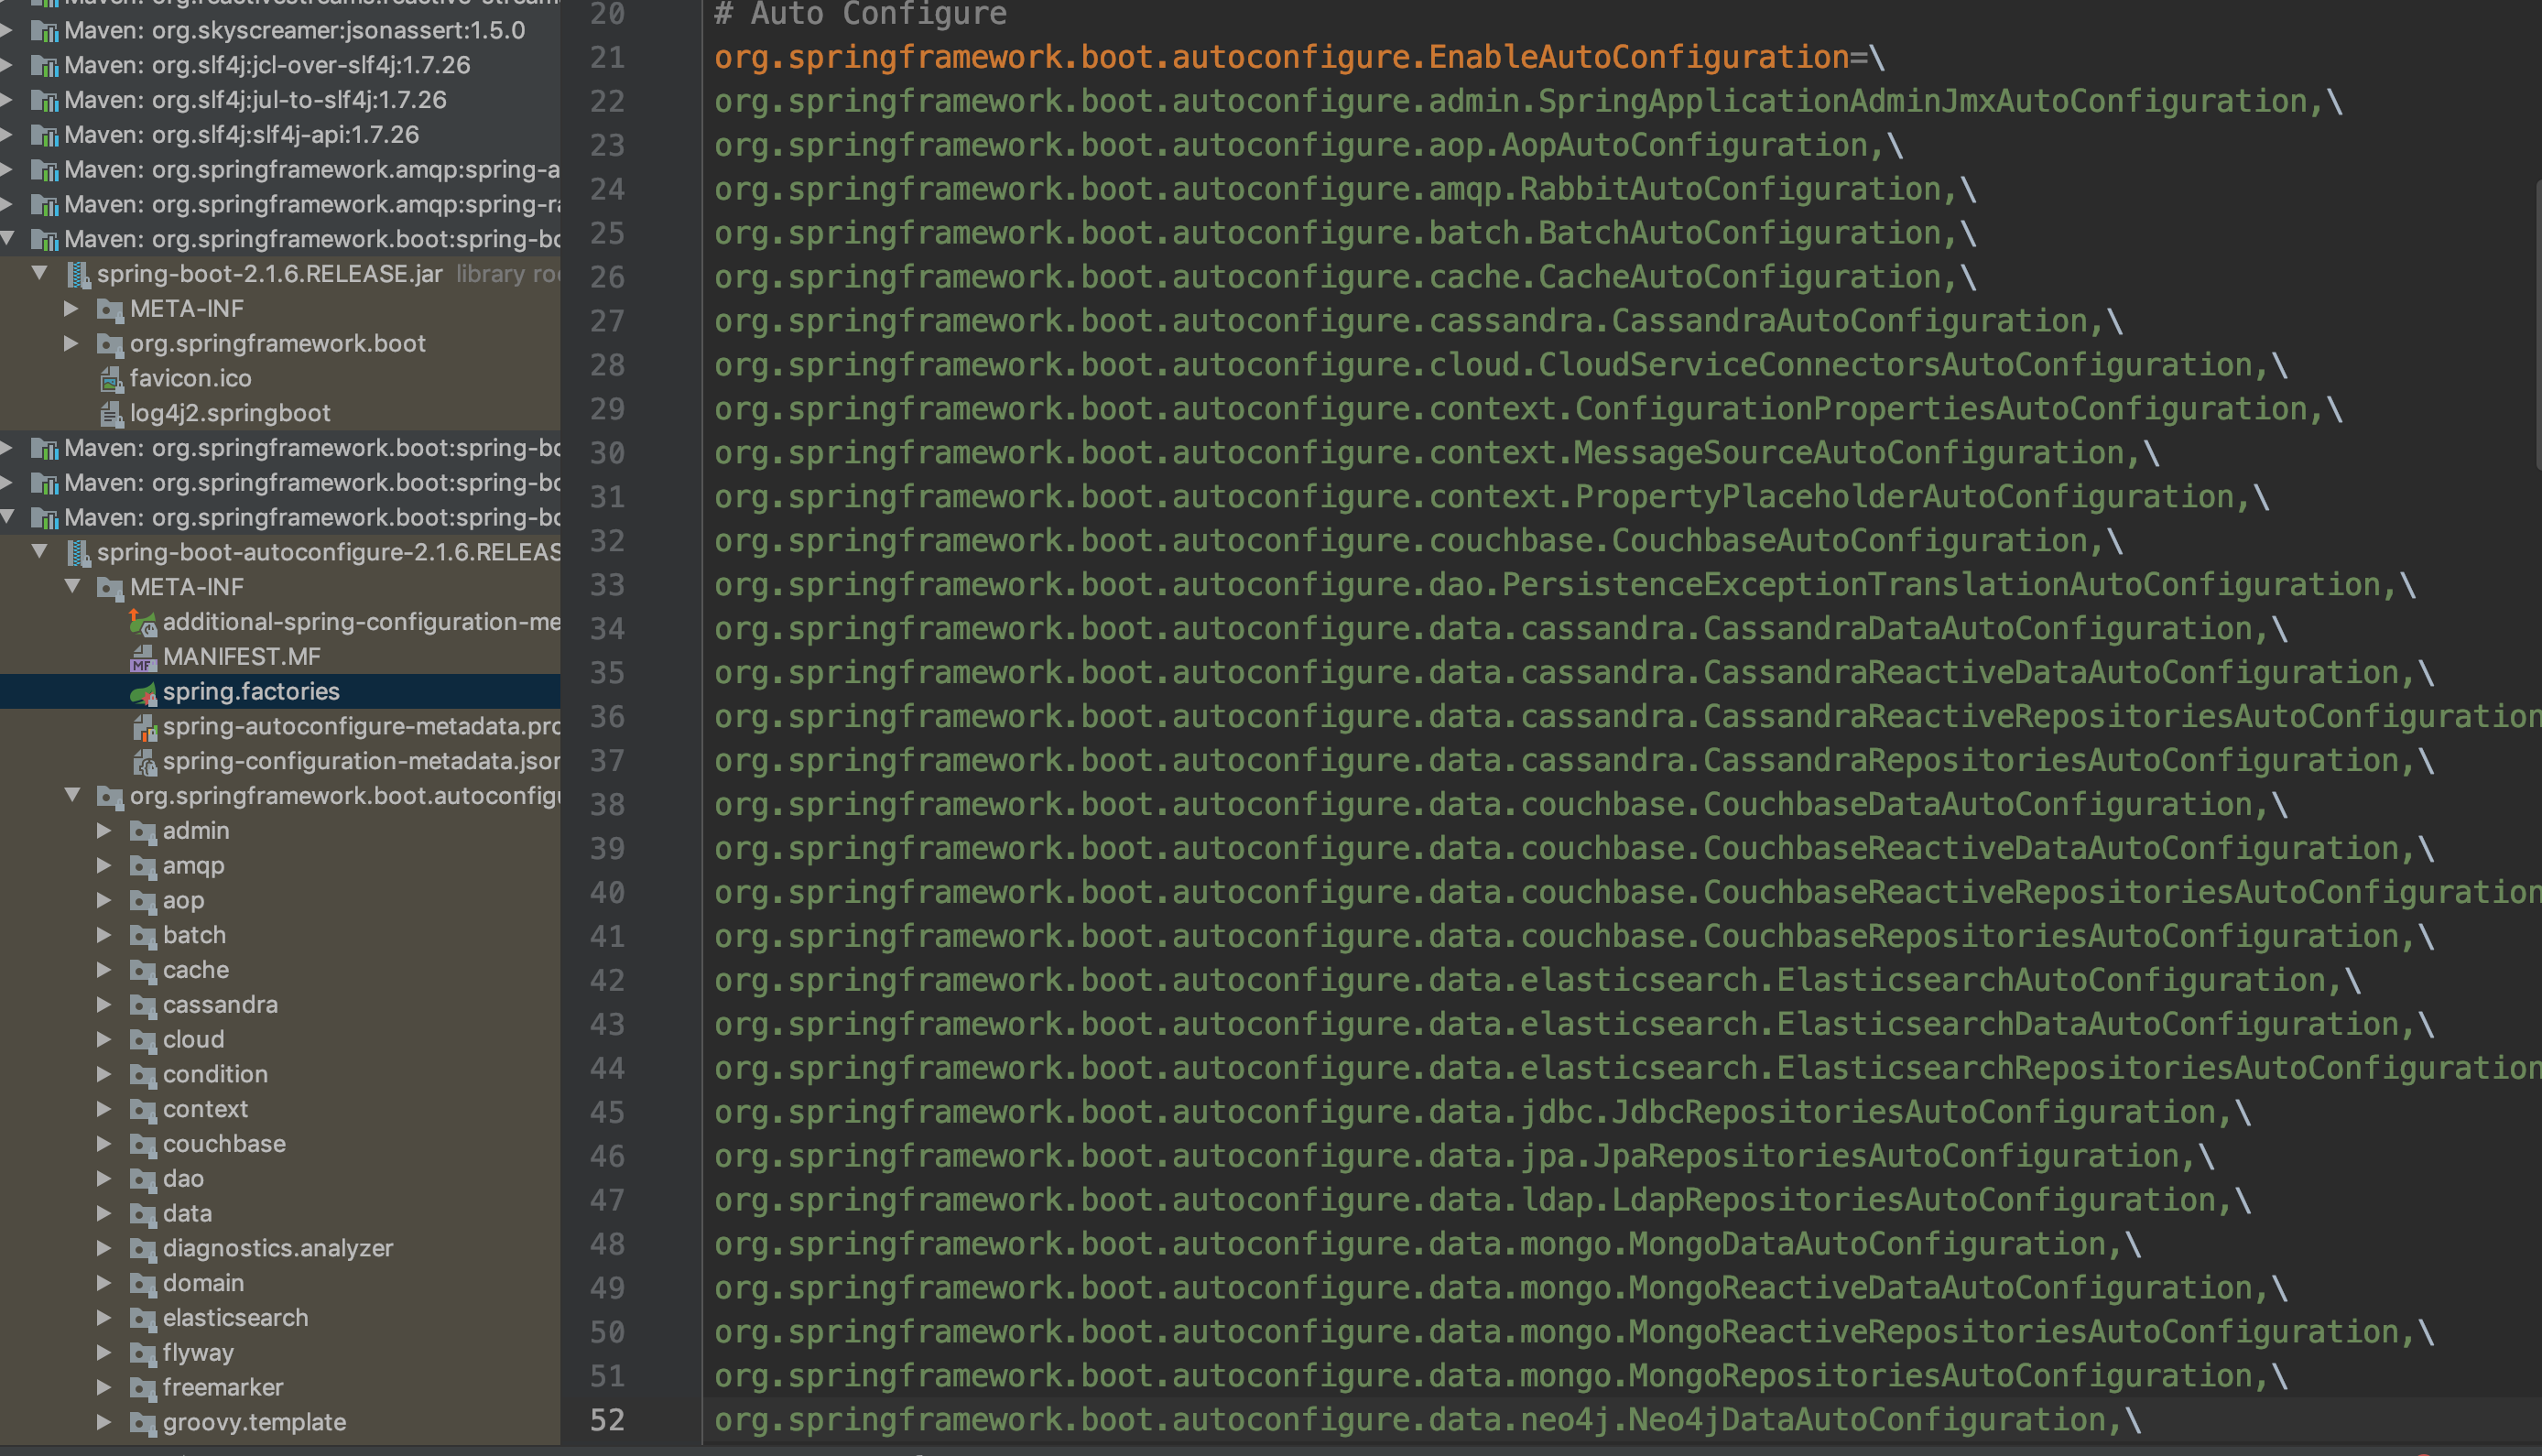 Maven: org.skyscreamer:jsonassert:1.5.0
Maven: org.slf4j:jcl-over-slf4j:1.7.26
Maven: org.slf4j:jul-to-slf4j:1.7.26
Maven: org.slf4j:slf4j-api:1.7.26
Maven: org.springframework.amqp:spring-a
Maven: org.springframework.amqp:spring-ra
Maven: org.springframework.boot:spring-bo
spring-boot-2.1.6.RELEASE.jar library roo
META-INF
org.springframework.boot
favicon.ico
log4j2.springboot
Maven: org.springframework.boot:spring-bo
Maven: org.springframework.boot:spring-bo
Maven: org.springframework.boot:spring-bo
spring-boot-autoconfigure-2.1.6.RELEAS
META-INF
additional-spring-configuration-me
MANIFEST.MF
spring.factories
spring-autoconfigure-metadata.pro
spring-configuration-metadata.json
org.springframework.boot.autoconfigu
admin
amqp
aop
batch
cache
cassandra
cloud
condition
context
couchbase
dao
data
diagnostics.analyzer
domain
elasticsearch
flyway
freemarker
groovy.template
20 # Auto Configure
21 org.springframework.boot.autoconfigure.EnableAutoConfiguration=\
22 org.springframework.boot.autoconfigure.admin.SpringApplicationAdminJmxAutoConfiguration,\
23 org.springframework.boot.autoconfigure.aop.AopAutoConfiguration,\
24 org.springframework.boot.autoconfigure.amqp.RabbitAutoConfiguration,\
25 org.springframework.boot.autoconfigure.batch.BatchAutoConfiguration,\
26 org.springframework.boot.autoconfigure.cache.CacheAutoConfiguration,\
27 org.springframework.boot.autoconfigure.cassandra.CassandraAutoConfiguration,\
28 org.springframework.boot.autoconfigure.cloud.CloudServiceConnectorsAutoConfiguration,\
29 org.springframework.boot.autoconfigure.context.ConfigurationPropertiesAutoConfiguration,\
30 org.springframework.boot.autoconfigure.context.MessageSourceAutoConfiguration,\
31 org.springframework.boot.autoconfigure.context.PropertyPlaceholderAutoConfiguration,\
32 org.springframework.boot.autoconfigure.couchbase.CouchbaseAutoConfiguration,\
33 org.springframework.boot.autoconfigure.dao.PersistenceExceptionTranslationAutoConfiguration,\
34 org.springframework.boot.autoconfigure.data.cassandra.CassandraDataAutoConfiguration,\
35 org.springframework.boot.autoconfigure.data.cassandra.CassandraReactiveDataAutoConfiguration,\
36 org.springframework.boot.autoconfigure.data.cassandra.CassandraReactiveRepositoriesAutoConfiguration
37 org.springframework.boot.autoconfigure.data.cassandra.CassandraRepositoriesAutoConfiguration,\
38 org.springframework.boot.autoconfigure.data.couchbase.CouchbaseDataAutoConfiguration,\
39 org.springframework.boot.autoconfigure.data.couchbase.CouchbaseReactiveDataAutoConfiguration,\
40 org.springframework.boot.autoconfigure.data.couchbase.CouchbaseReactiveRepositoriesAutoConfiguration
41 org.springframework.boot.autoconfigure.data.couchbase.CouchbaseRepositoriesAutoConfiguration,\
42 org.springframework.boot.autoconfigure.data.elasticsearch.ElasticsearchAutoConfiguration,\
43 org.springframework.boot.autoconfigure.data.elasticsearch.ElasticsearchDataAutoConfiguration,\
44 org.springframework.boot.autoconfigure.data.elasticsearch.ElasticsearchRepositoriesAutoConfiguration
45 org.springframework.boot.autoconfigure.data.jdbc.JdbcRepositoriesAutoConfiguration,\
46 org.springframework.boot.autoconfigure.data.jpa.JpaRepositoriesAutoConfiguration,\
47 org.springframework.boot.autoconfigure.data.ldap.LdapRepositoriesAutoConfiguration,\
48 org.springframework.boot.autoconfigure.data.mongo.MongoDataAutoConfiguration,\
49 org.springframework.boot.autoconfigure.data.mongo.MongoReactiveDataAutoConfiguration,\
50 org.springframework.boot.autoconfigure.data.mongo.MongoReactiveRepositoriesAutoConfiguration,\
51 org.springframework.boot.autoconfigure.data.mongo.MongoRepositoriesAutoConfiguration,\
52 org.springframework.boot.autoconfigure.data.neo4j.Neo4jDataAutoConfiguration,\